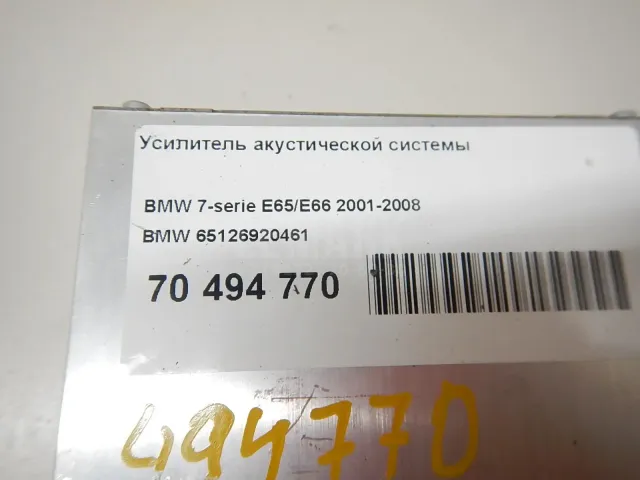 Усилитель акустической системы
BMW 7-serie E65/E66 2001-2008
BMW 65126920461
70 494 770
494770